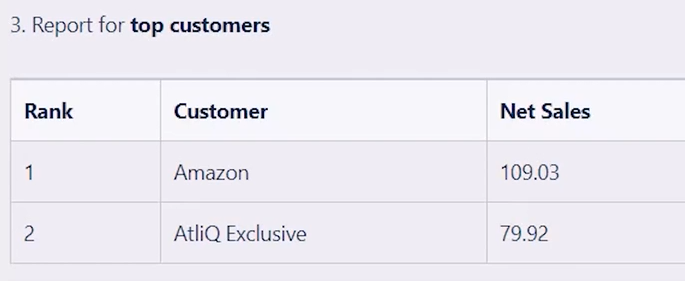 3. Report for top customers
Rank Customer Net Sales
1 Amazon 109.03
2 AtliQ Exclusive 79.92